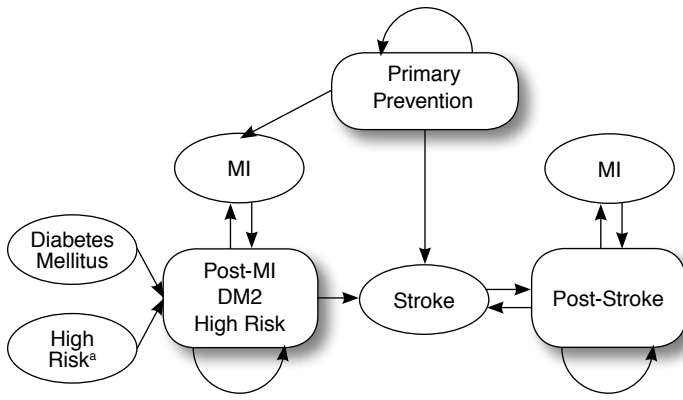 Primary
Prevention
MI
MI
Diabetes
Mellitus
Post-MI
DM2
High Risk
Stroke
Post-Stroke
High
Riskᵃ